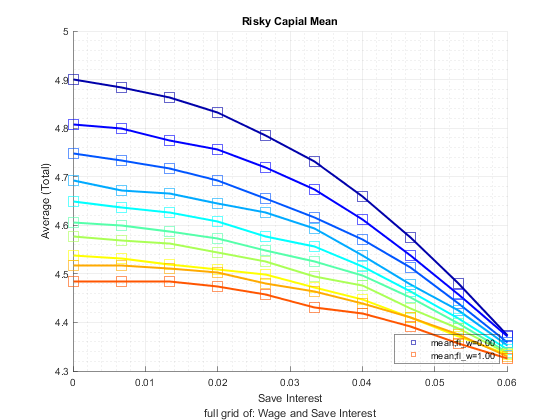 Risky Capial Mean
Average (Total)
5
4.9
4.8
4.7
4.6
4.5
4.4
4.3
0 0.01 0.02 0.03 0.04 0.05 0.06
mean;fl_w=0.00
mean;fl_w=1.00
Save Interest
full grid of: Wage and Save Interest